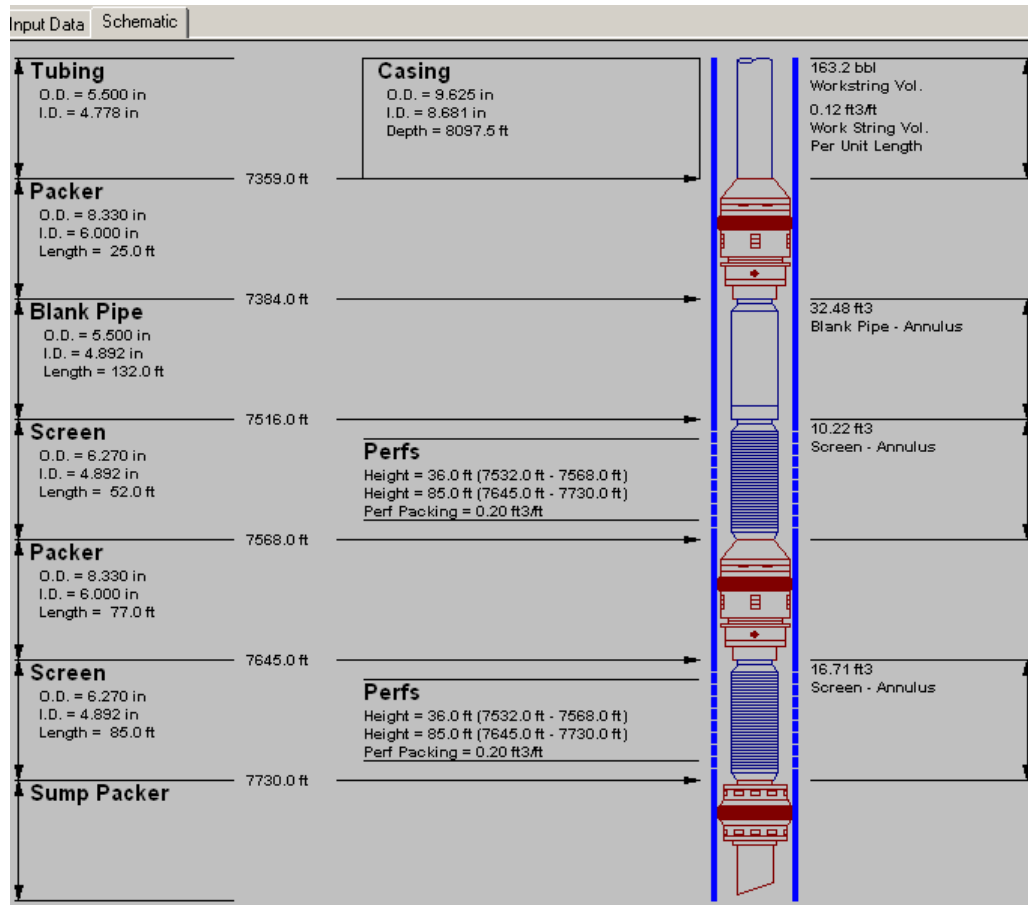 Input Data
Schematic
Tubing
O.D. = 5.500 in
I.D. = 4.778 in
Casing
O.D. = 9.625 in
I.D. = 8.681 in
Depth = 8097.5 ft
163.2 bbl
Workstring Vol.
0.12 ft3/ft
Work String Vol.
Per Unit Length
7359.0 ft
Packer
O.D. = 8.330 in
I.D. = 6.000 in
Length = 25.0 ft
7384.0 ft
Blank Pipe
O.D. = 5.500 in
I.D. = 4.892 in
Length = 132.0 ft
32.48 ft3
Blank Pipe - Annulus
7516.0 ft
Screen
O.D. = 6.270 in
I.D. = 4.892 in
Length = 52.0 ft
Perfs
Height = 36.0 ft (7532.0 ft - 7568.0 ft)
Height = 85.0 ft (7645.0 ft - 7730.0 ft)
Perf Packing = 0.20 ft3/ft
10.22 ft3
Screen - Annulus
7568.0 ft
Packer
O.D. = 8.330 in
I.D. = 6.000 in
Length = 77.0 ft
7645.0 ft
Screen
O.D. = 6.270 in
I.D. = 4.892 in
Length = 85.0 ft
Perfs
Height = 36.0 ft (7532.0 ft - 7568.0 ft)
Height = 85.0 ft (7645.0 ft - 7730.0 ft)
Perf Packing = 0.20 ft3/ft
16.71 ft3
Screen - Annulus
7730.0 ft
Sump Packer